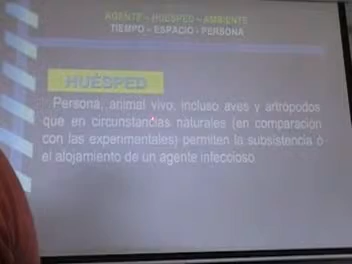 AGENTE - HUESPED - AMBIENTE
TIEMPO - ESPACIO - PERSONA
HUÉSPED
Persona, animal vivo, incluso aves y artrópodos
que en circunstancias naturales (en comparación
con las experimentales) permiten la subsistencia o
el alojamiento de un agente infeccioso.